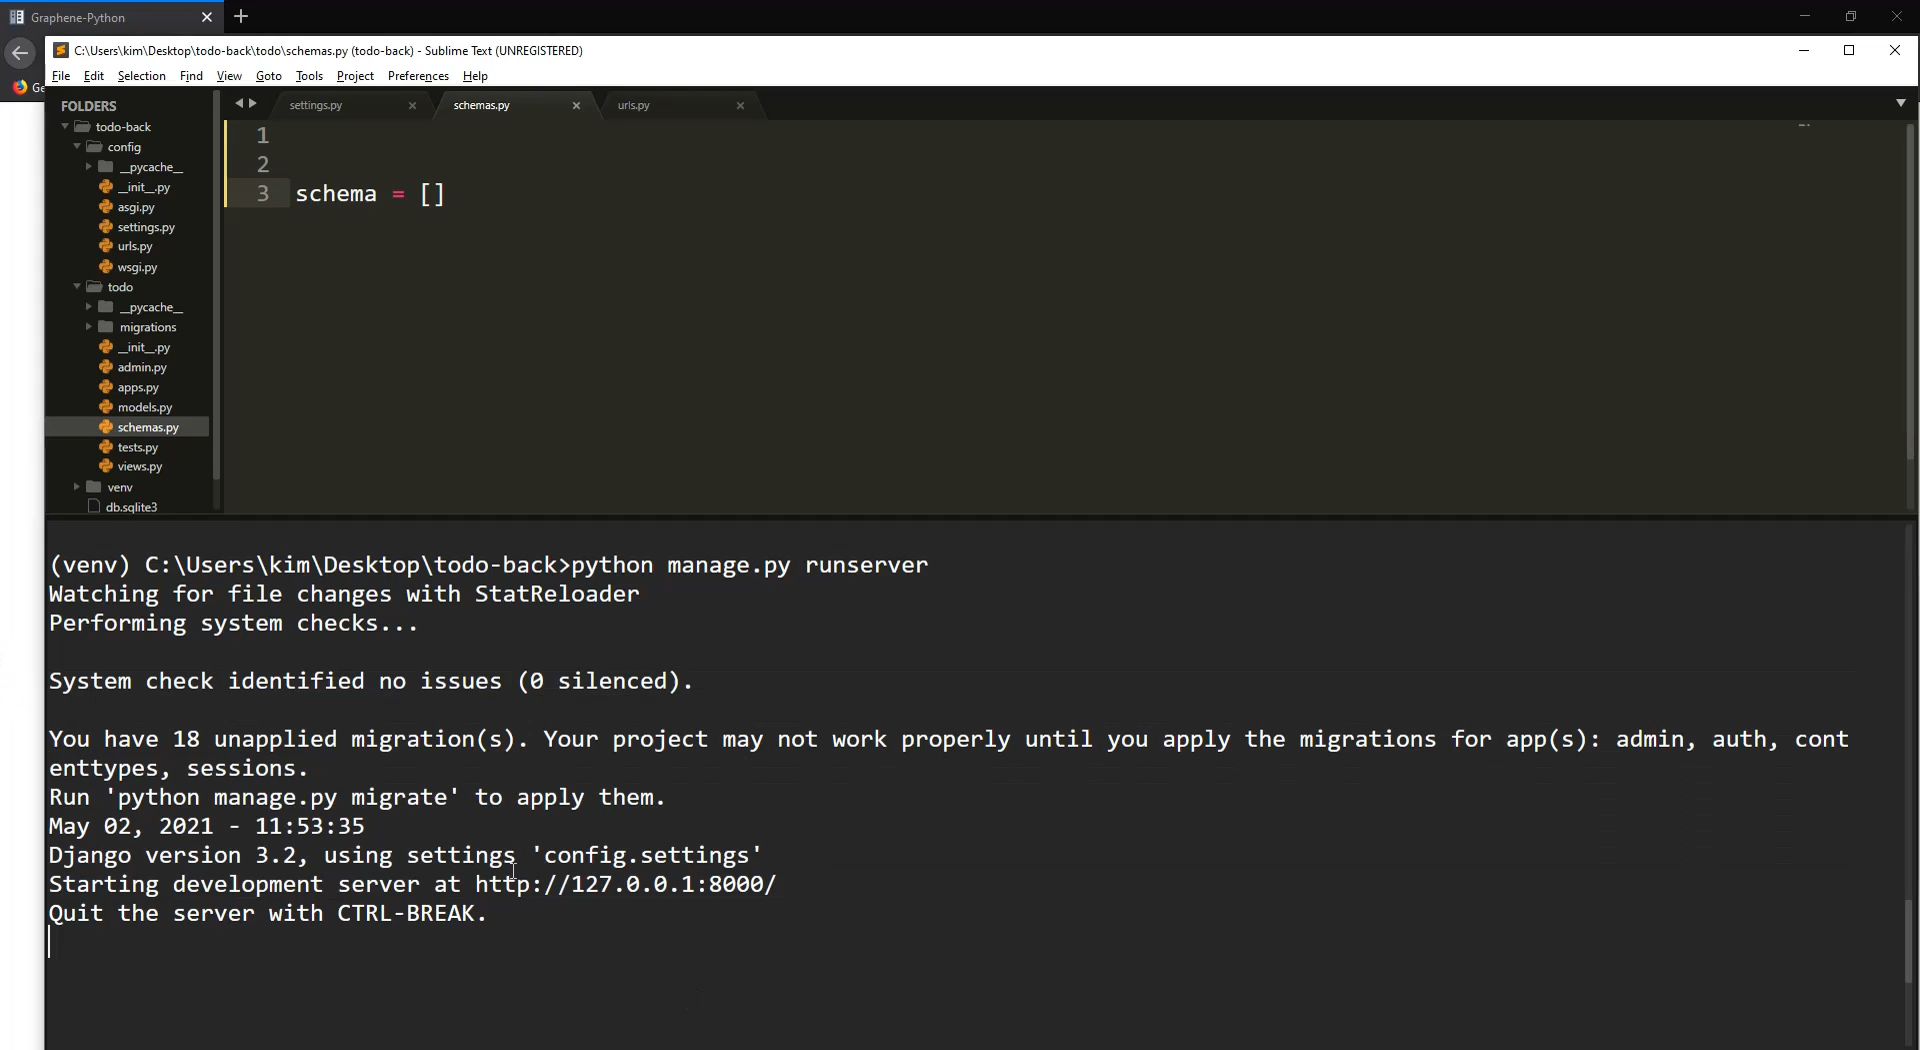 Graphene-Python
C:\Users\kim\Desktop\todo-back\todo\schemas.py (todo-back) - Sublime Text (UNREGISTERED)
File Edit Selection Find View Goto Tools Project Preferences Help
Ge
FOLDERS
settings.py
schemas.py
urls.py
todo-back
config
__pycache__
__init__.py
asgi.py
settings.py
urls.py
wsgi.py
todo
__pycache__
migrations
__init__.py
admin.py
apps.py
models.py
schemas.py
tests.py
views.py
venv
db.sqlite3
1
2
3 schema = []
(venv) C:\Users\kim\Desktop\todo-back>python manage.py runserver
Watching for file changes with StatReloader
Performing system checks...
System check identified no issues (0 silenced).
You have 18 unapplied migration(s). Your project may not work properly until you apply the migrations for app(s): admin, auth, cont
enttypes, sessions.
Run 'python manage.py migrate' to apply them.
May 02, 2021 - 11:53:35
Django version 3.2, using settings 'config.settings'
Starting development server at http://127.0.0.1:8000/
Quit the server with CTRL-BREAK.